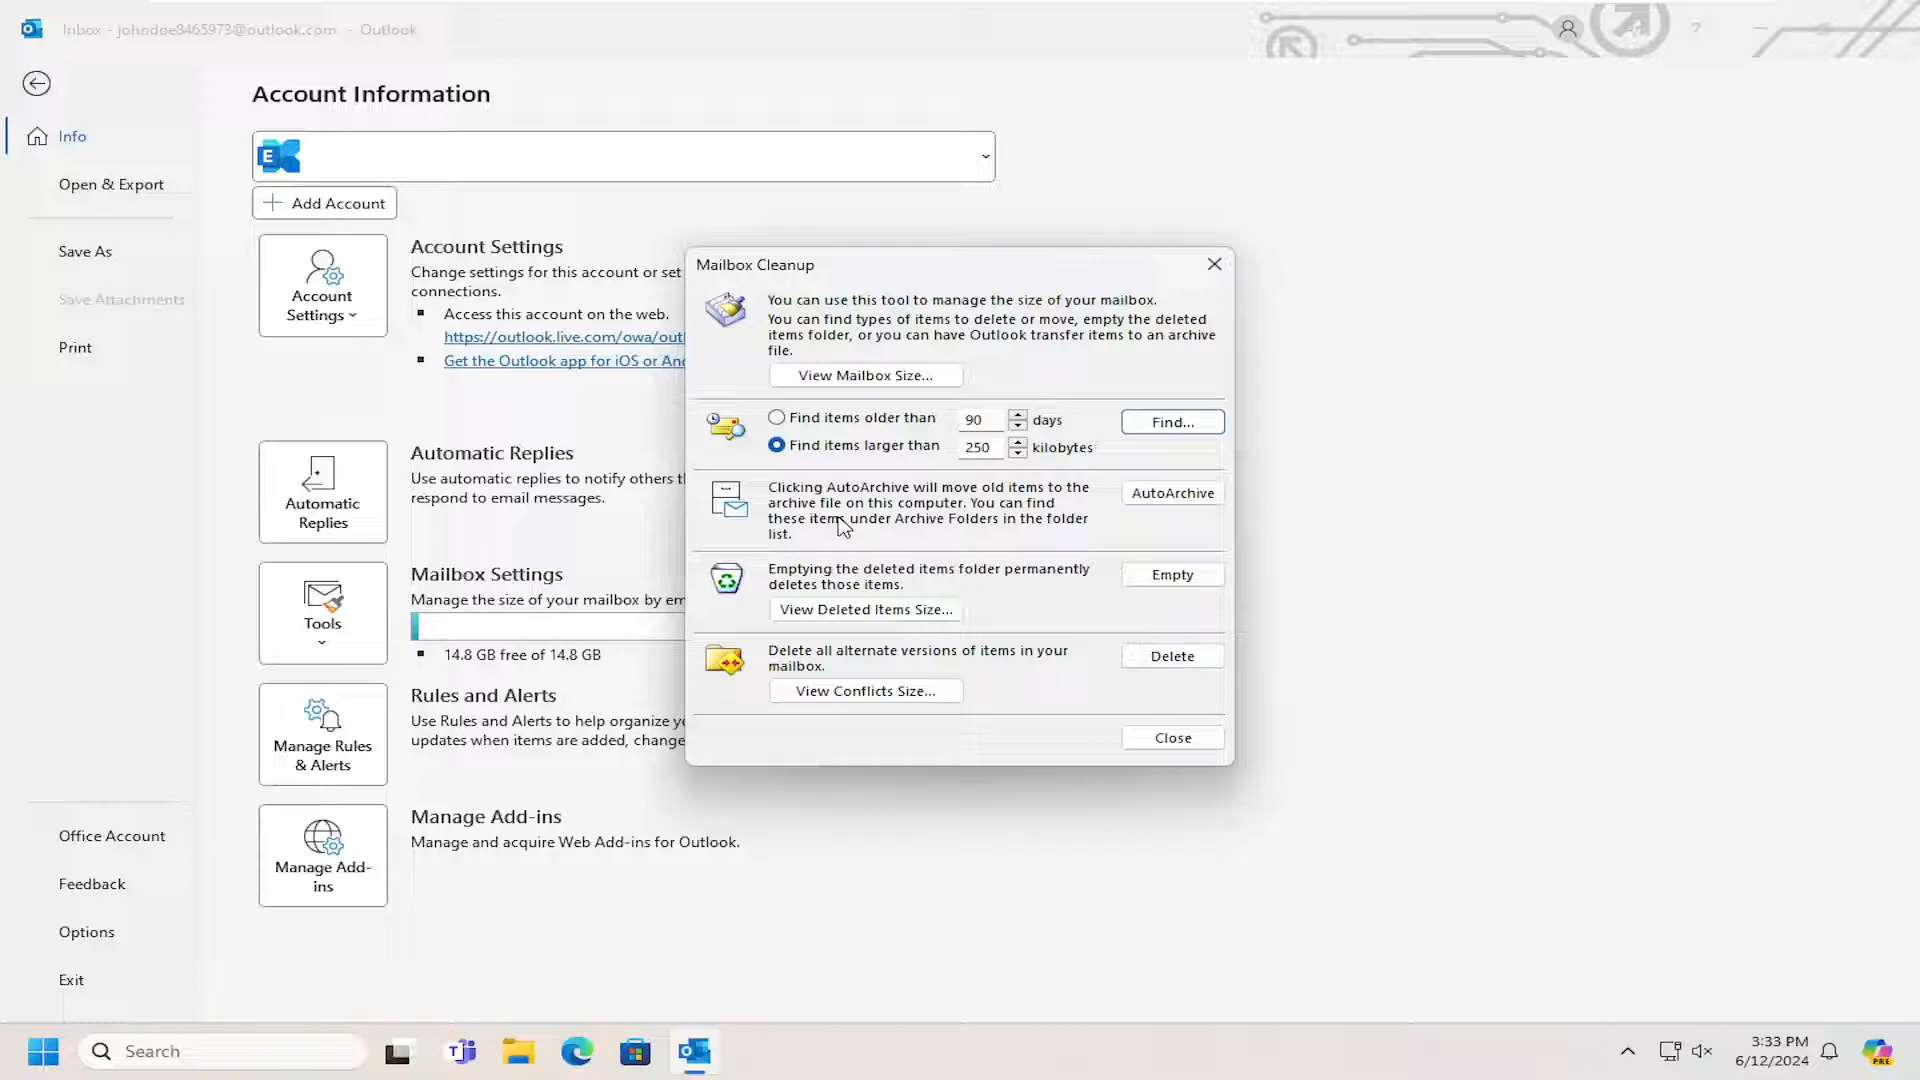 Inbox - johndoe8465973@outlook.com - Outlook
?
Account Information
Info
Open & Export
Save As
Save Attachments
Print
Office Account
Feedback
Options
Exit
E
Add Account
Account
Settings
Account Settings
Change settings for this account or set
connections.
Access this account on the web.
https://outlook.live.com/owa/outl
Get the Outlook app for iOS or And
Automatic
Replies
Automatic Replies
Use automatic replies to notify others t
respond to email messages.
Tools
Mailbox Settings
Manage the size of your mailbox by em
14.8 GB free of 14.8 GB
Manage Rules
& Alerts
Rules and Alerts
Use Rules and Alerts to help organize yo
updates when items are added, change
Manage Add-
ins
Manage Add-ins
Manage and acquire Web Add-ins for Outlook.
Mailbox Cleanup
You can use this tool to manage the size of your mailbox.
You can find types of items to delete or move, empty the deleted
items folder, or you can have Outlook transfer items to an archive
file.
View Mailbox Size...
Find items older than 90 days
Find...
Find items larger than 250 kilobytes
Clicking AutoArchive will move old items to the
archive file on this computer. You can find
these items under Archive Folders in the folder
list.
AutoArchive
Emptying the deleted items folder permanently
deletes those items.
Empty
View Deleted Items Size...
Delete all alternate versions of items in your
mailbox.
Delete
View Conflicts Size...
Close
Search
3:33 PM
6/12/2024
PRE